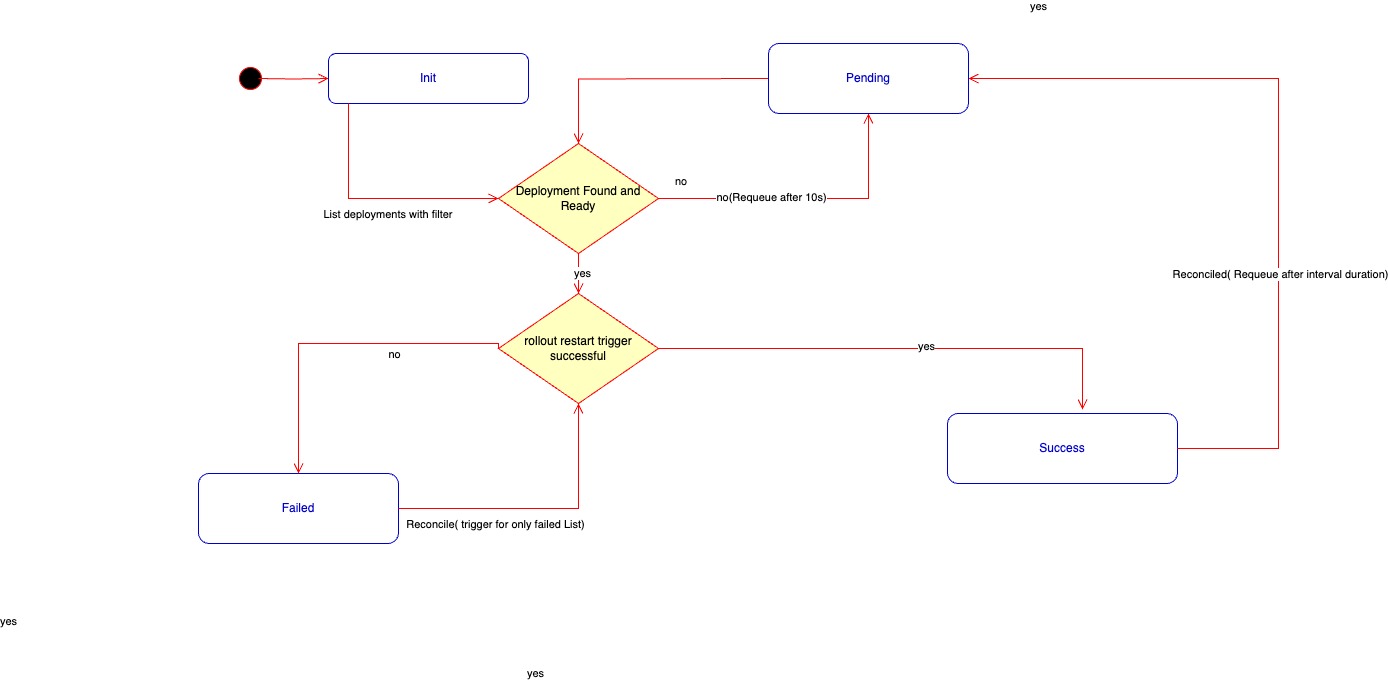 yes
Init
Pending
no
Deployment Found and
Ready
no(Requeue after 10s)
List deployments with filter
yes
Reconciled( Requeue after interval duration)
rollout restart trigger
successful
yes
no
Success
Failed
Reconcile( trigger for only failed List)
yes
yes